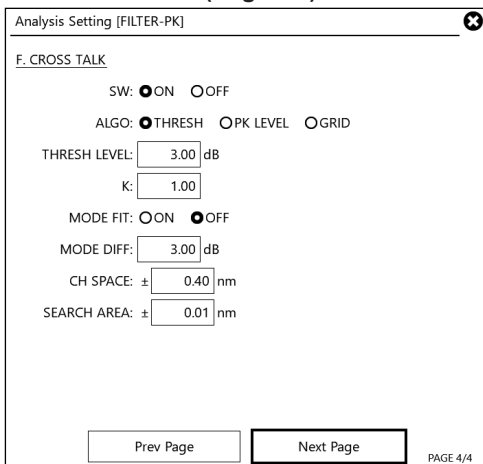 Analysis Setting [FILTER-PK]
F. CROSS TALK
SW: ON OFF
ALGO: THRESH PK LEVEL GRID
THRESH LEVEL: 3.00 dB
K: 1.00
MODE FIT: ON OFF
MODE DIFF: 3.00 dB
CH SPACE: ± 0.40 nm
SEARCH AREA: ± 0.01 nm
Prev Page Next Page PAGE 4/4